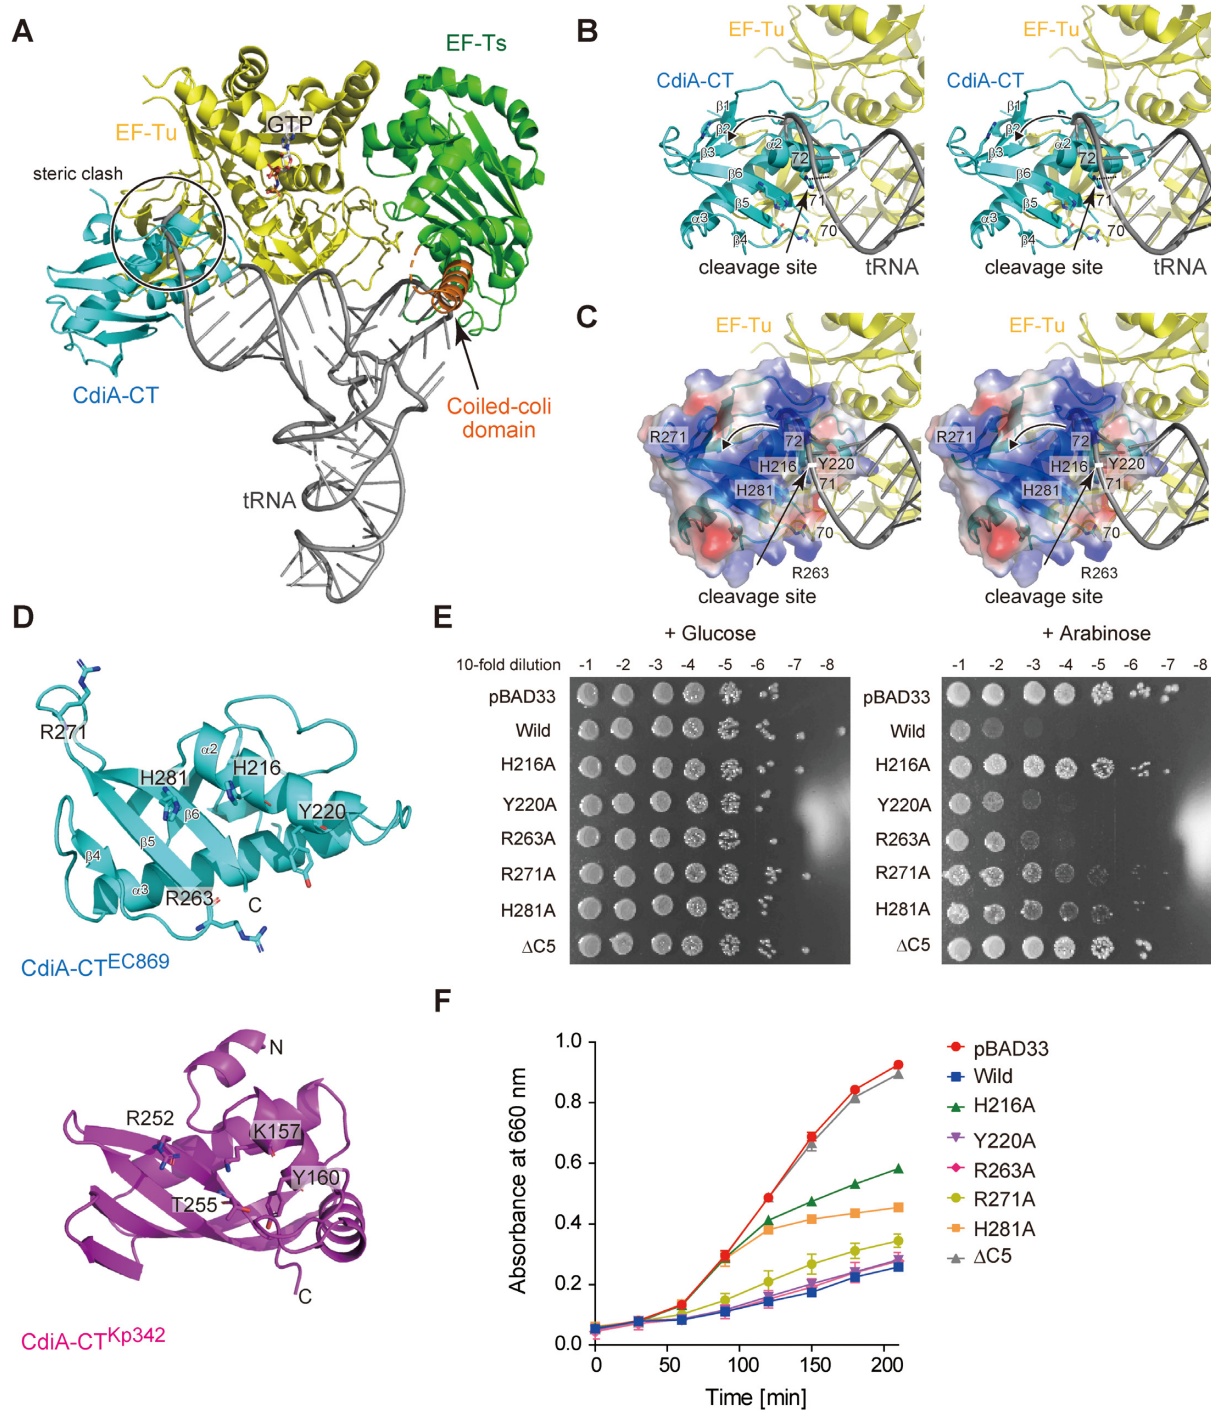 A
EF-Ts
EF-Tu
GTP
steric clash
CdiA-CT
Coiled-coli
domain
tRNA
B
EF-Tu
EF-Tu
CdiA-CT
CdiA-CT
β1
β2
β3
α2
72
β6
β5
71
α3
β4
70
cleavage site
tRNA
β1
β2
β3
α2
72
β6
β5
71
α3
β4
70
cleavage site
tRNA
C
EF-Tu
EF-Tu
R271
72
H216
Y220
H281
71
70
R263
cleavage site
R271
72
H216
Y220
H281
71
70
R263
cleavage site
D
R271
α2
H281
H216
β6
Y220
β5
β4
α3
R263
C
CdiA-CTEC869
N
R252
K157
Y160
T255
C
CdiA-CTKp342
E
+ Glucose
+ Arabinose
10-fold dilution
-1 -2 -3 -4 -5 -6 -7 -8
-1 -2 -3 -4 -5 -6 -7 -8
pBAD33
Wild
H216A
Y220A
R263A
R271A
H281A
ΔC5
pBAD33
Wild
H216A
Y220A
R263A
R271A
H281A
ΔC5
F
Absorbance at 660 nm
1.0
0.8
0.6
0.4
0.2
0.0
0 50 100 150 200
Time [min]
pBAD33
Wild
H216A
Y220A
R263A
R271A
H281A
ΔC5